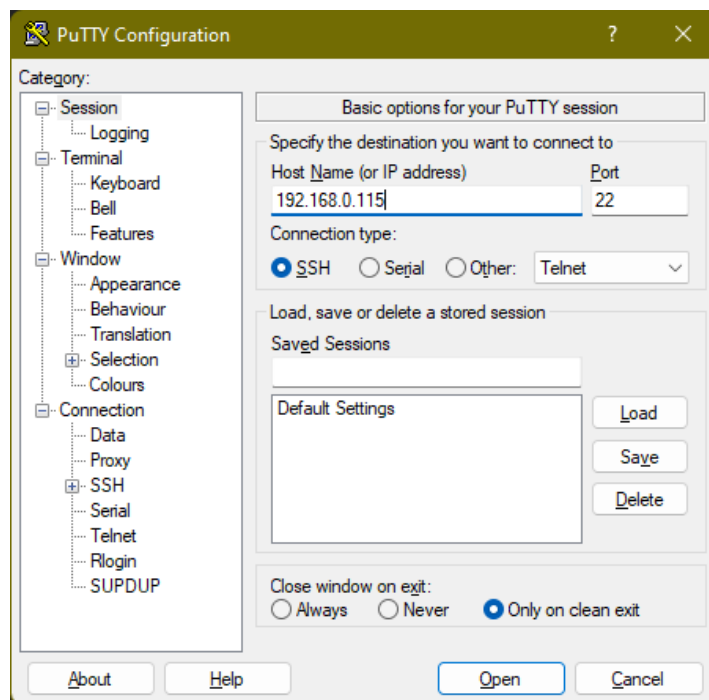 PuTTY Configuration ? ×
Category:
Session
Logging
Terminal
Keyboard
Bell
Features
Window
Appearance
Behaviour
Translation
Selection
Colours
Connection
Data
Proxy
SSH
Serial
Telnet
Rlogin
SUPDUP
Basic options for your PuTTY session
Specify the destination you want to connect to
Host Name (or IP address) Port
192.168.0.115 22
Connection type:
SSH Serial Other: Telnet
Load, save or delete a stored session
Saved Sessions
Default Settings
Load
Save
Delete
Close window on exit:
Always Never Only on clean exit
About Help Open Cancel